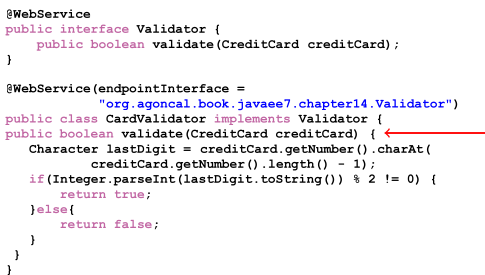 @WebService
public interface Validator {
    public boolean validate(CreditCard creditCard);
}
@WebService(endpointInterface =
            "org.agoncal.book.javaee7.chapter14.Validator")
public class CardValidator implements Validator {
public boolean validate(CreditCard creditCard) {
   Character lastDigit = creditCard.getNumber().charAt(
           creditCard.getNumber().length() - 1);
   if(Integer.parseInt(lastDigit.toString()) % 2 != 0) {
       return true;
   }else{
       return false;
   }
 }
}